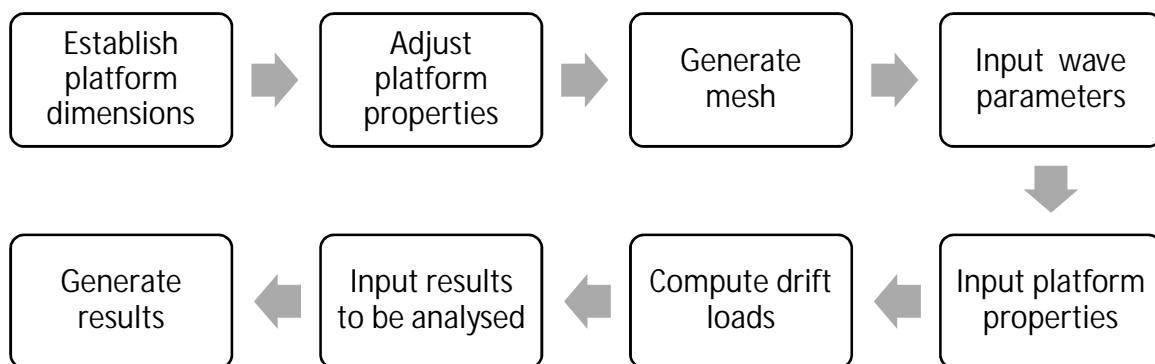 Establish
platform
dimensions
Adjust
platform
properties
Generate
mesh
Input wave
parameters
Input platform
properties
Compute drift
loads
Input results
to be analysed
Generate
results